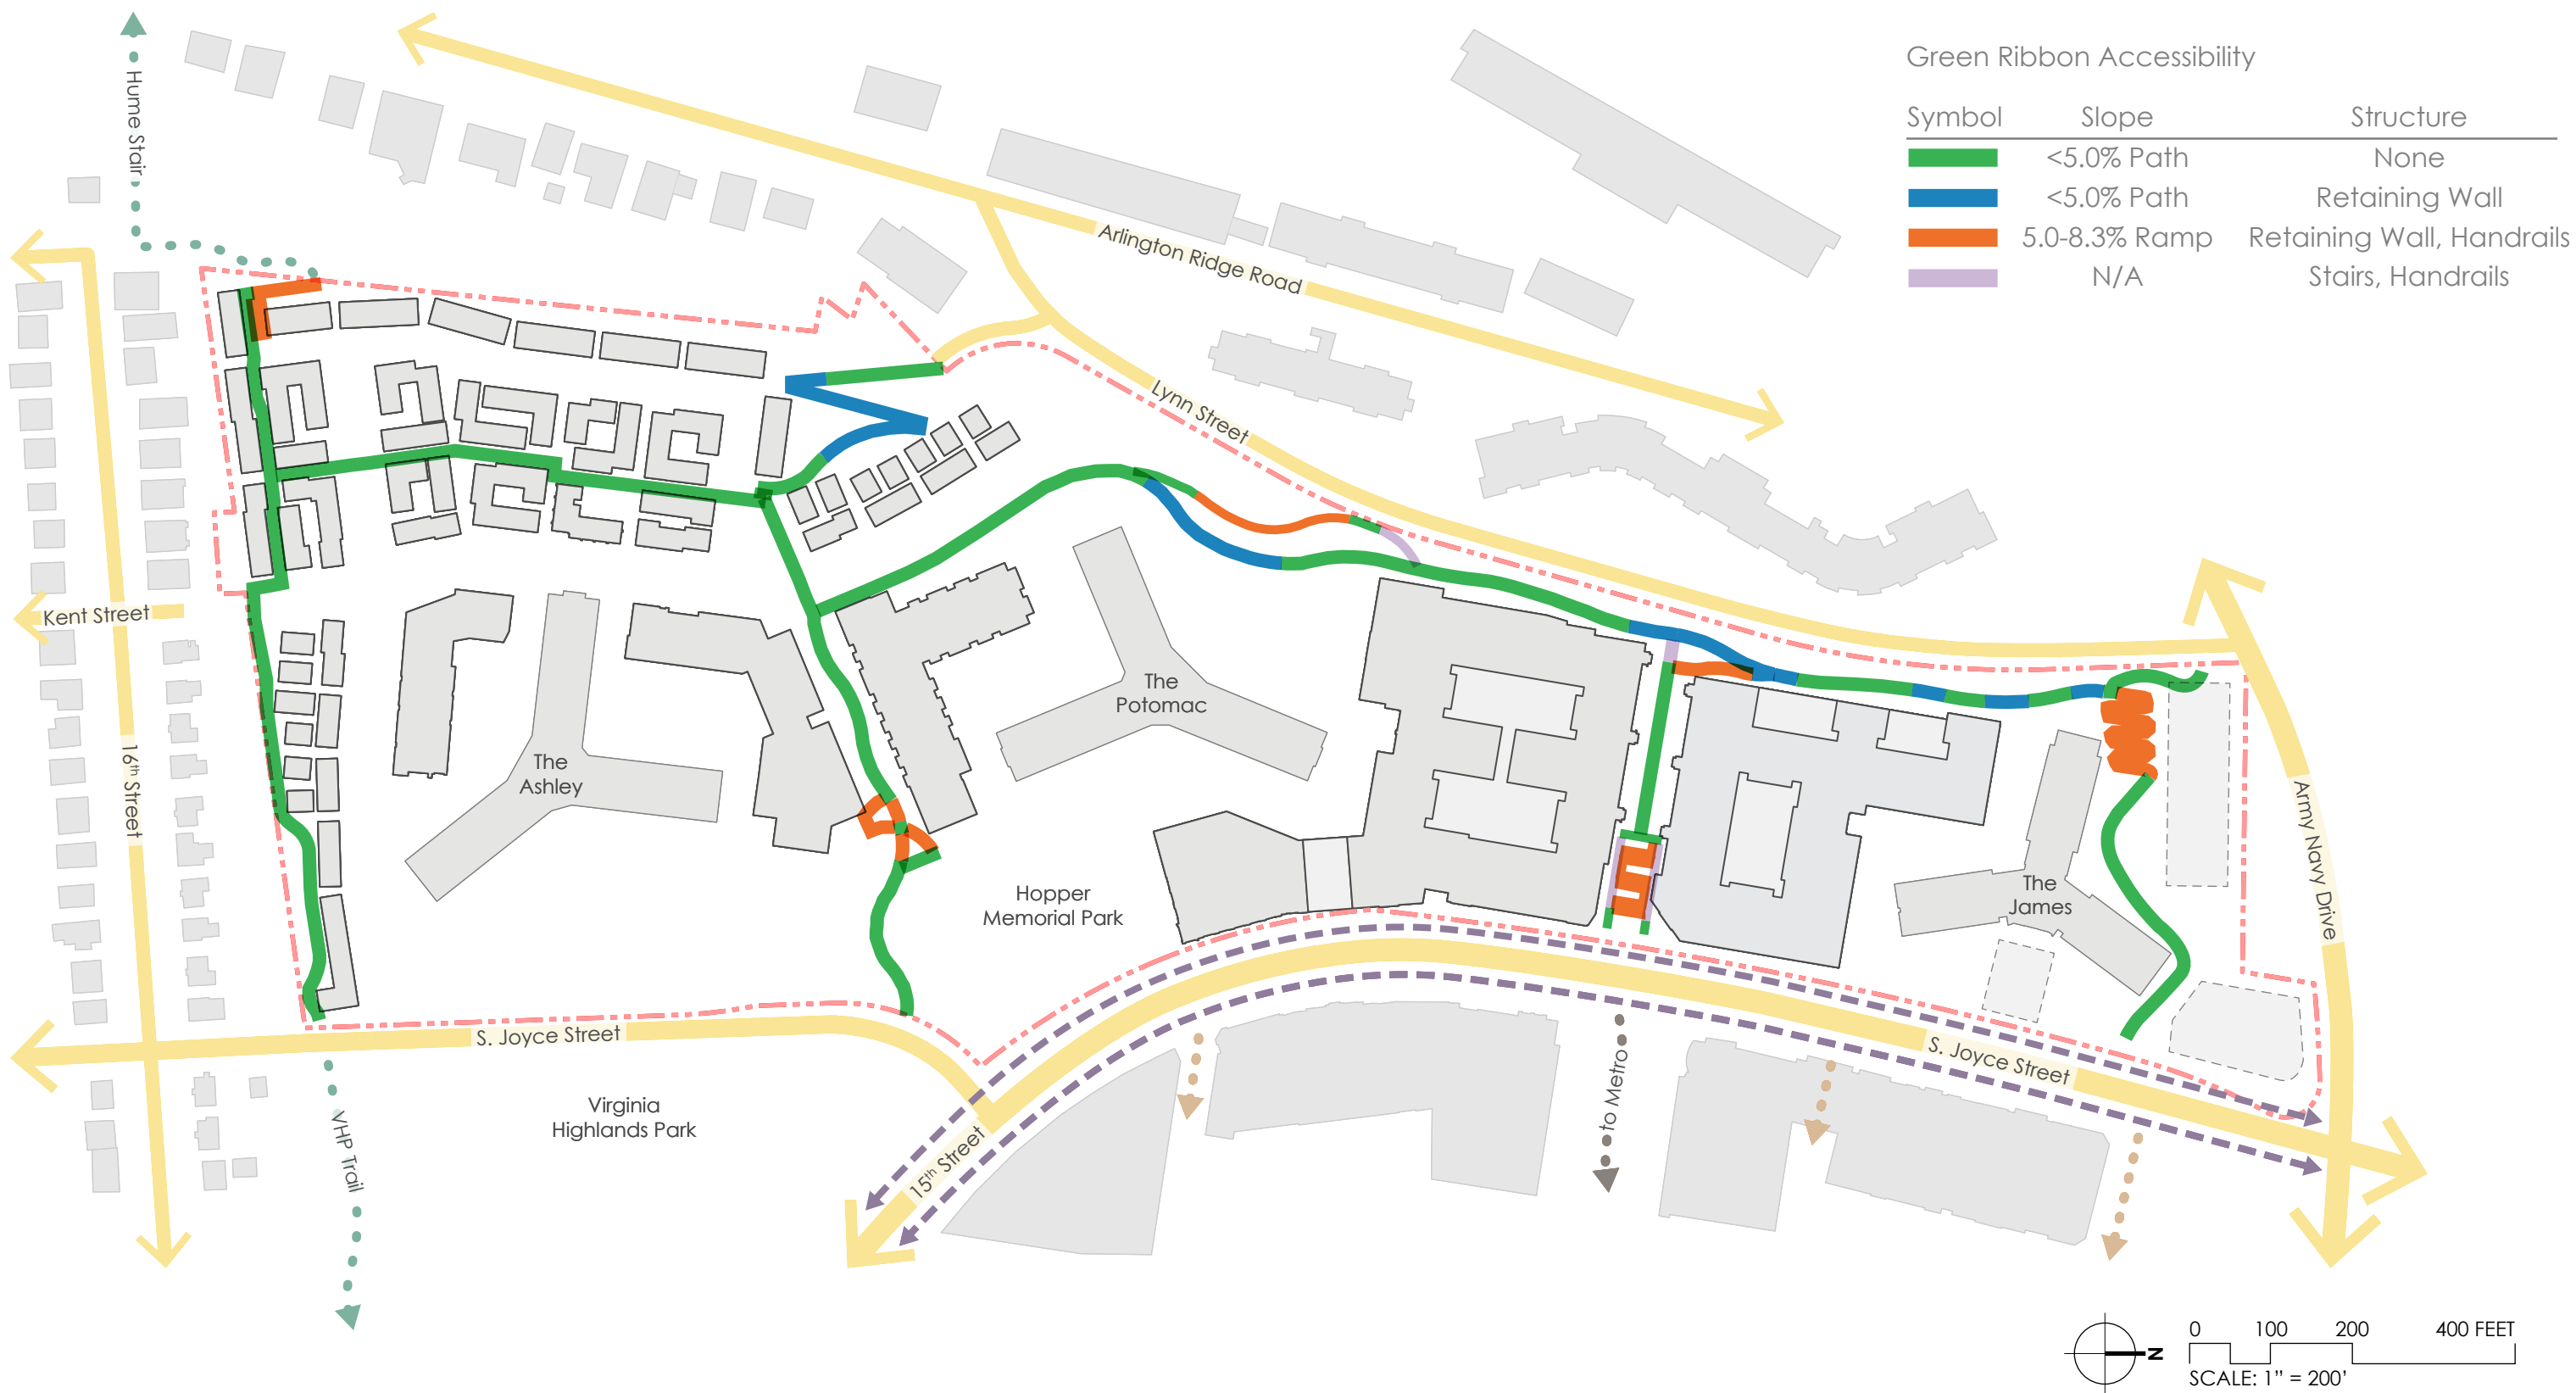 Green Ribbon Accessibility
Symbol Slope Structure
<5.0% Path None
<5.0% Path Retaining Wall
5.0-8.3% Ramp Retaining Wall, Handrails
N/A Stairs, Handrails
Hume Stair
Arlington Ridge Road
Lynn Street
Kent Street
16th Street
The
Ashley
The
Potomac
Hopper
Memorial Park
The
James
Army Navy Drive
S. Joyce Street
S. Joyce Street
Virginia
Highlands Park
VHP Trail
15th Street
to Metro
N
0 100 200 400 FEET
SCALE: 1” = 200’